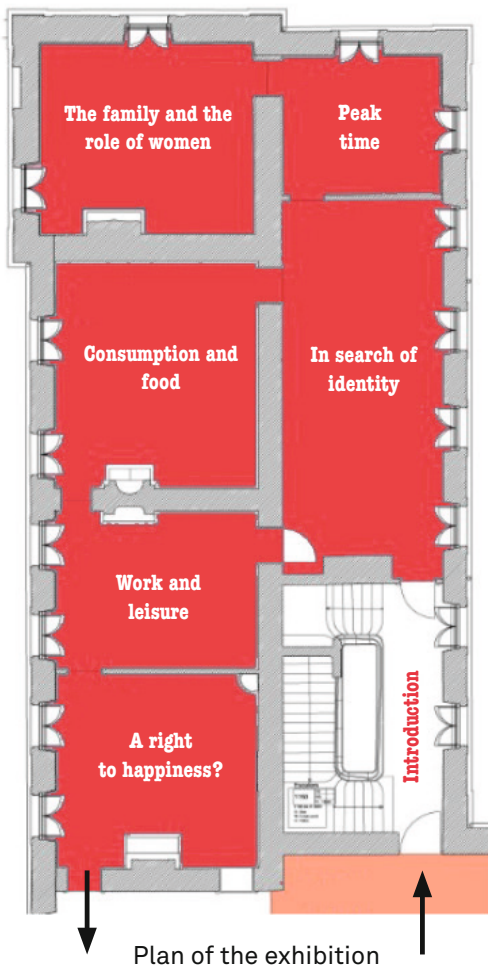 The family and the
role of women
Peak
time
Consumption and
food
In search of
identity
Work and
leisure
A right
to happiness?
Introduction
Plan of the exhibition